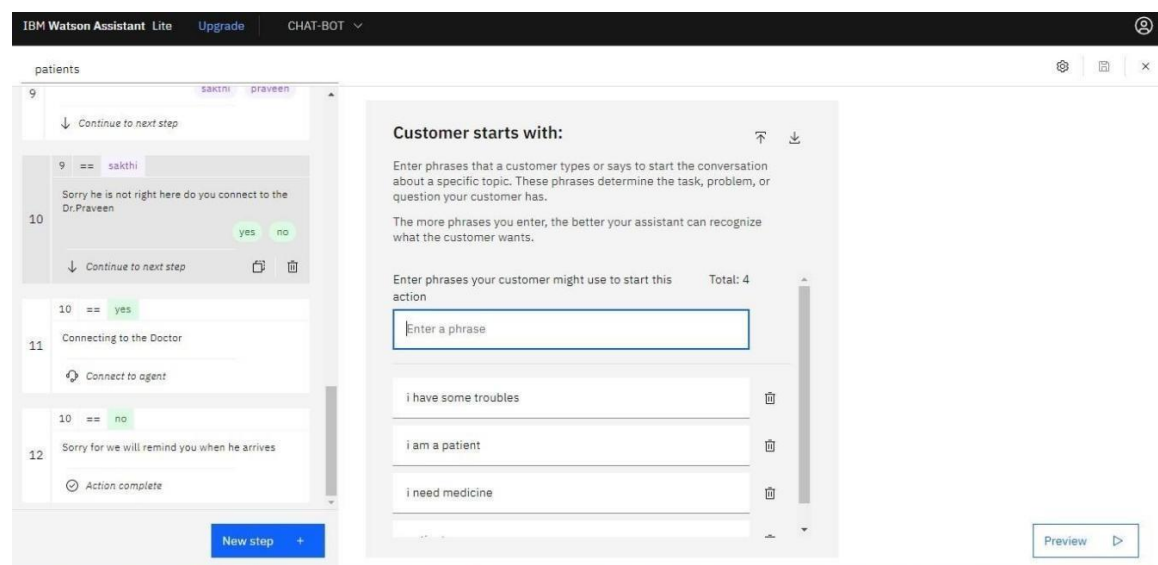 IBM Watson Assistant Lite Upgrade CHAT-BOT
patients
9
sakthi praveen
Continue to next step
9 == sakthi
Sorry he is not right here do you connect to the
Dr.Praveen
10
yes no
Continue to next step
10 == yes
Connecting to the Doctor
11
Connect to agent
10 == no
Sorry for we will remind you when he arrives
12
Action complete
New step +
Customer starts with:
Enter phrases that a customer types or says to start the conversation
about a specific topic. These phrases determine the task, problem, or
question your customer has.
The more phrases you enter, the better your assistant can recognize
what the customer wants.
Enter phrases your customer might use to start this Total: 4
action
Enter a phrase
i have some troubles
i am a patient
i need medicine
Preview